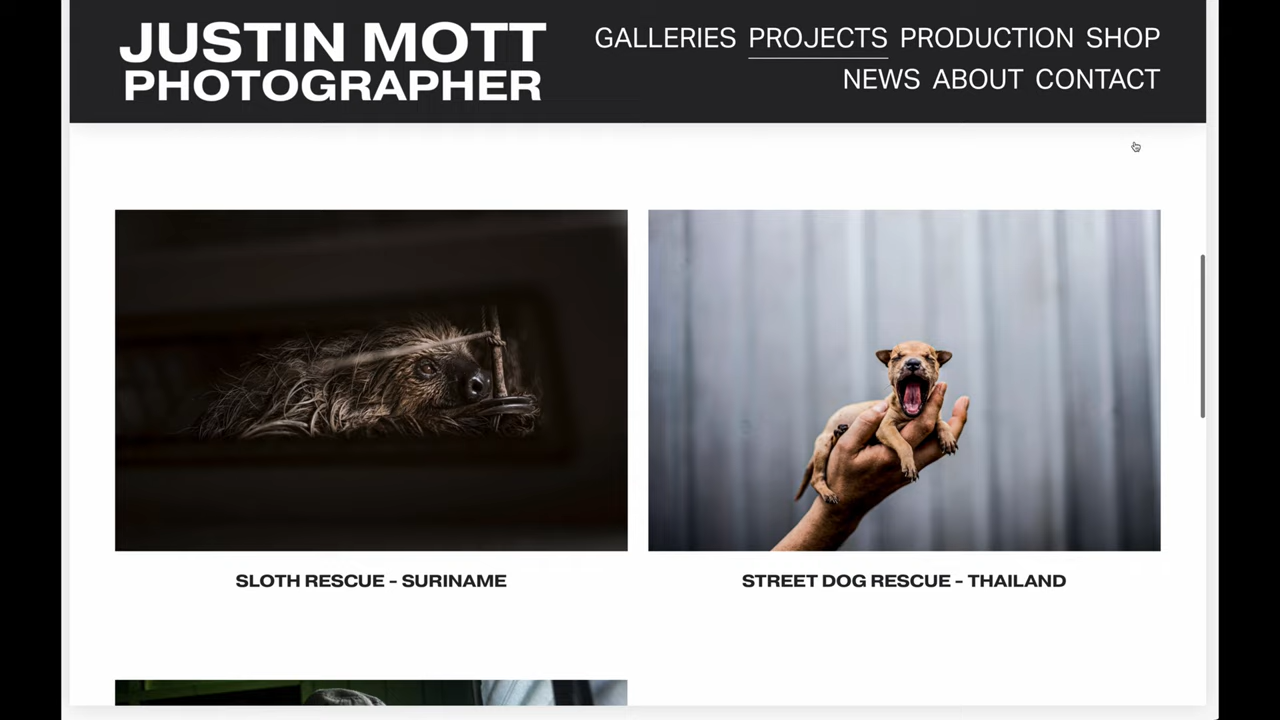 JUSTIN MOTT
PHOTOGRAPHER
GALLERIES PROJECTS PRODUCTION SHOP
NEWS ABOUT CONTACT
SLOTH RESCUE - SURINAME
STREET DOG RESCUE - THAILAND